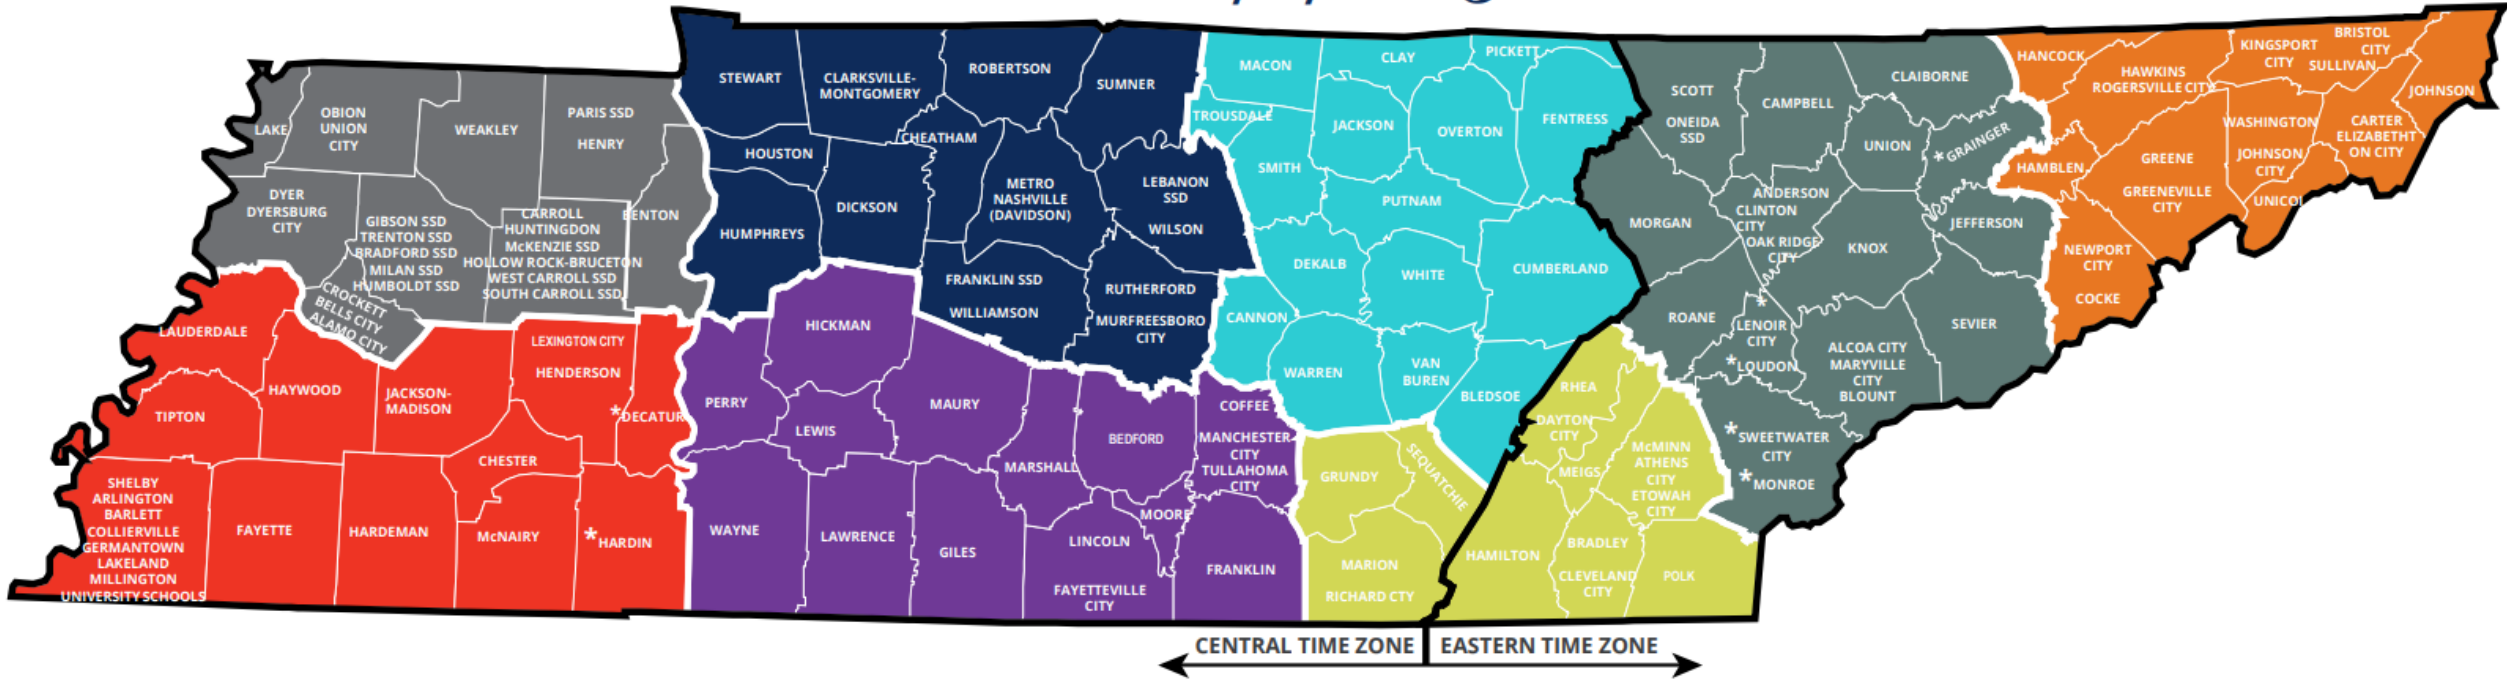 LAKE
OBION
UNION
CITY
WEAKLEY
PARIS SSD
HENRY
DYER
DYERSBURG
CITY
GIBSON SSD
TRENTON SSD
BRADFORD SSD
MILAN SSD
HUMBOLDT SSD
CARROLL
HUNTINGDON
McKENZIE SSD
HOLLOW ROCK-BRUCETON
WEST CARROLL SSD
SOUTH CARROLL SSD
BENTON
CROCKETT
BELLS CITY
ALAMO CITY
LAUDERDALE
HAYWOOD
TIPTON
JACKSON-
MADISON
LEXINGTON CITY
HENDERSON
*DECATUR
CHESTER
SHELBY
ARLINGTON
BARLETT
COLLIERVILLE
GERMANTOWN
LAKELAND
MILLINGTON
UNIVERSITY SCHOOLS
FAYETTE
HARDEMAN
McNAIRY
*HARDIN
STEWART
CLARKSVILLE-
MONTGOMERY
ROBERTSON
SUMNER
HOUSTON
CHEATHAM
HUMPHREYS
DICKSON
METRO
NASHVILLE
(DAVIDSON)
LEBANON
SSD
WILSON
FRANKLIN SSD
WILLIAMSON
RUTHERFORD
MURFREESBORO
CITY
HICKMAN
PERRY
LEWIS
MAURY
MARSHALL
BEDFORD
COFFEE
MANCHESTER
CITY
TULLAHOMA
CITY
WAYNE
LAWRENCE
GILES
LINCOLN
FAYETTEVILLE
CITY
MOORE
FRANKLIN
MACON
CLAY
PICKETT
TROUSDALE
JACKSON
OVERTON
FENTRESS
SMITH
PUTNAM
DEKALB
WHITE
CUMBERLAND
CANNON
WARREN
VAN
BUREN
BLEDSOE
GRUNDY
SEQUATCHIE
MARION
RICHARD CTY
RHEA
DAYTON
CITY
MEIGS
McMINN
ATHENS
CITY
ETOWAH
CITY
HAMILTON
BRADLEY
CLEVELAND
CITY
POLK
SCOTT
ONEIDA
SSD
CAMPBELL
CLAIBORNE
UNION
*GRAINGER
MORGAN
ANDERSON
CLINTON
CITY
OAK RIDGE
CITY
KNOX
JEFFERSON
ROANE
*
LENOIR
CITY
*LOUDON
ALCOA CITY
MARYVILLE
CITY
BLOUNT
SEVIER
*SWEETWATER
CITY
*MONROE
HANCOCK
HAWKINS
ROGERSVILLE CITY
KINGSPORT
CITY
BRISTOL
CITY
SULLIVAN
JOHNSON
HAMBLEN
GREENE
GREENEVILLE
CITY
WASHINGTON
JOHNSON
CITY
CARTER
ELIZABETHT
ON CITY
UNICOI
NEWPORT
CITY
COCKE
CENTRAL TIME ZONE
EASTERN TIME ZONE